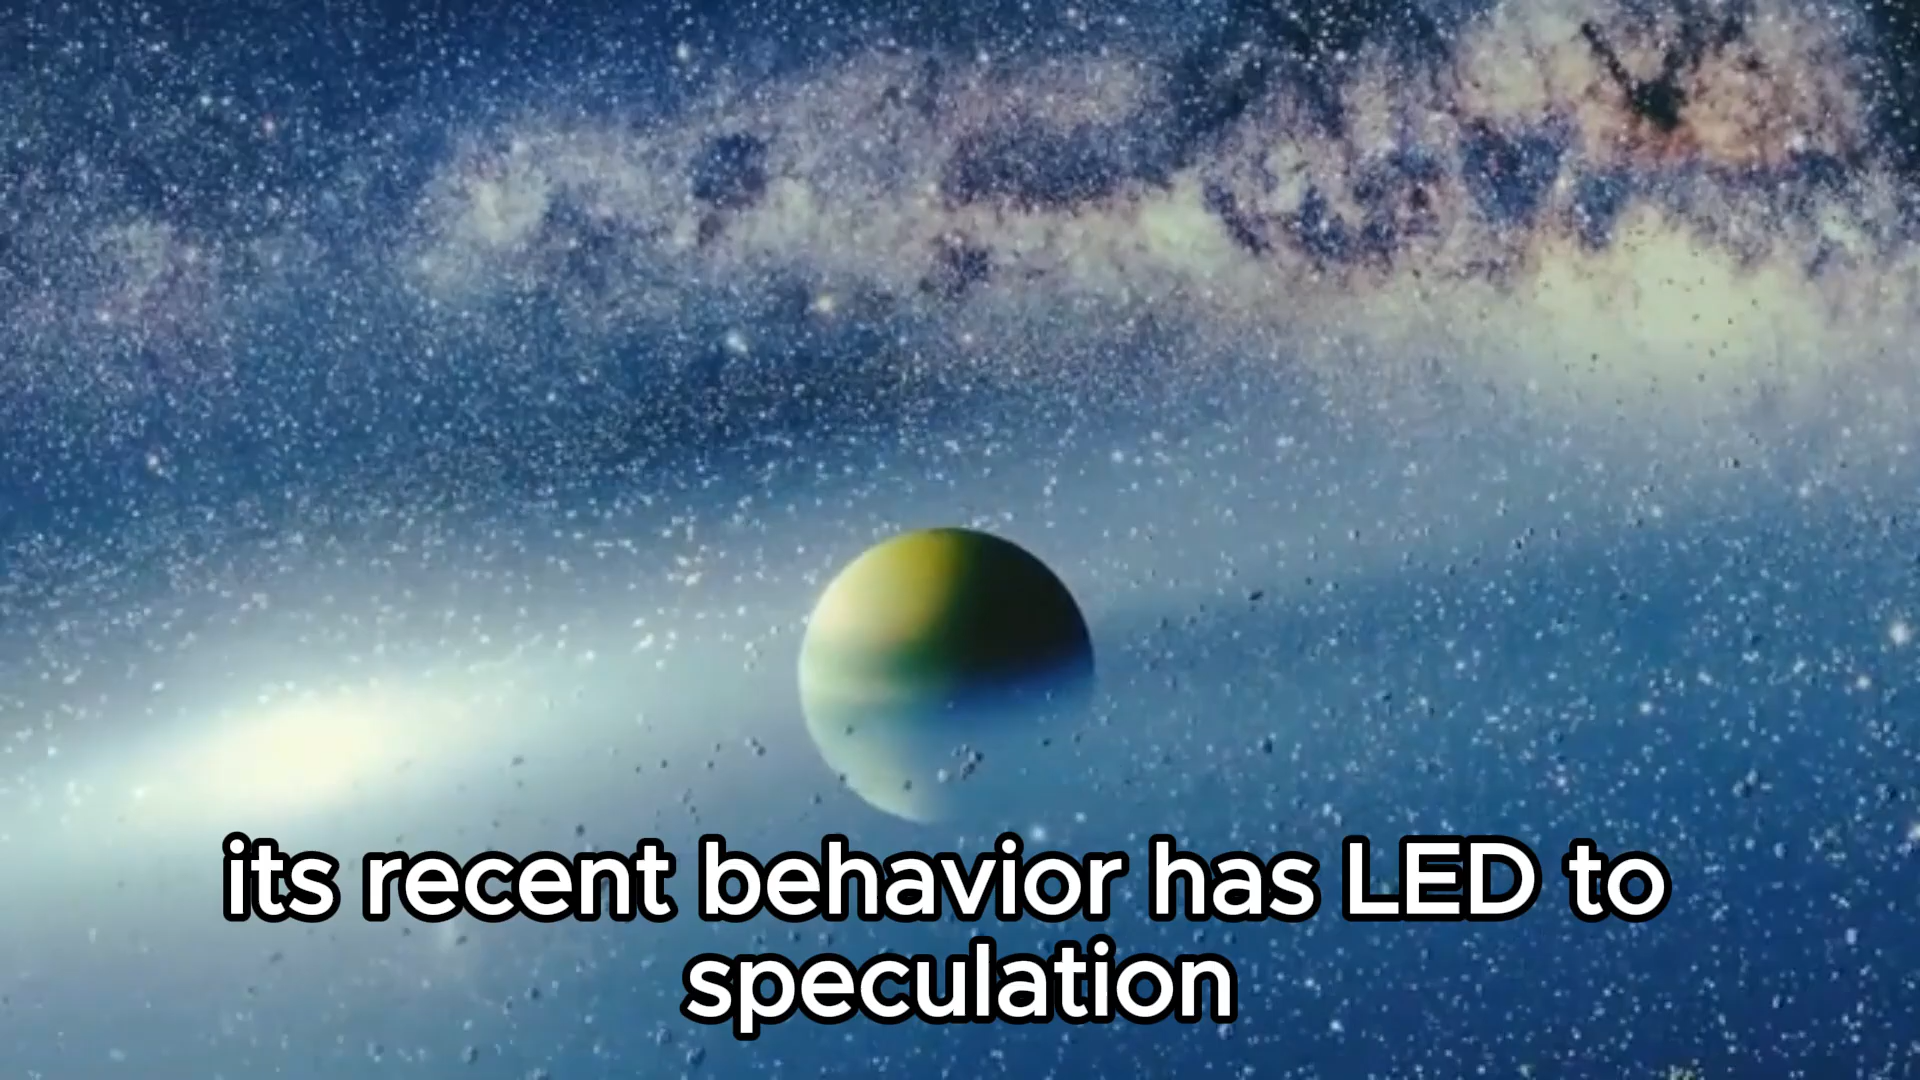 its recent behavior has LED to
speculation